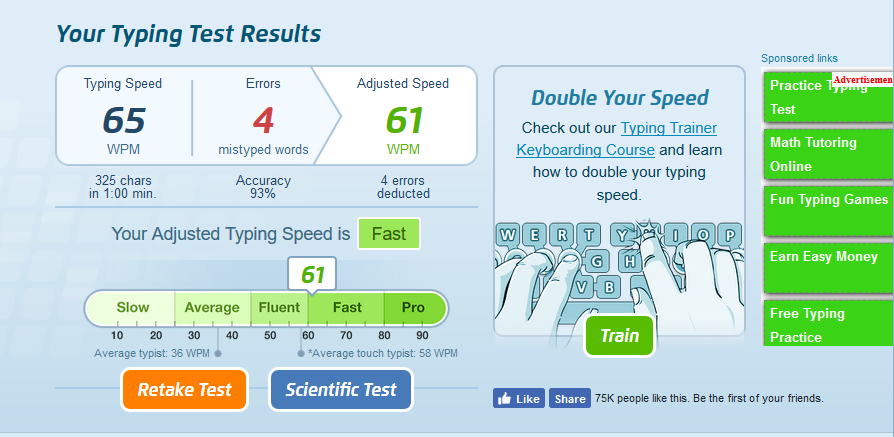 Your Typing Test Results
Typing Speed
65
WPM
Errors
4
mistyped words
Adjusted Speed
61
WPM
325 chars
in 1:00 min.
Accuracy
93%
4 errors
deducted
Your Adjusted Typing Speed is Fast
61
Slow Average Fluent Fast Pro
10 20 30 40 50 60 70 80 90
Average typist: 36 WPM
*Average touch typist: 58 WPM
Retake Test
Scientific Test
Double Your Speed
Check out our Typing Trainer
Keyboarding Course and learn
how to double your typing
speed.
W E R T Y I O P
G H
V B
Train
Like
Share
75K people like this. Be the first of your friends.
Sponsored links
Advertisemen
Practice Typing
Test
Math Tutoring
Online
Fun Typing Games
Earn Easy Money
Free Typing
Practice